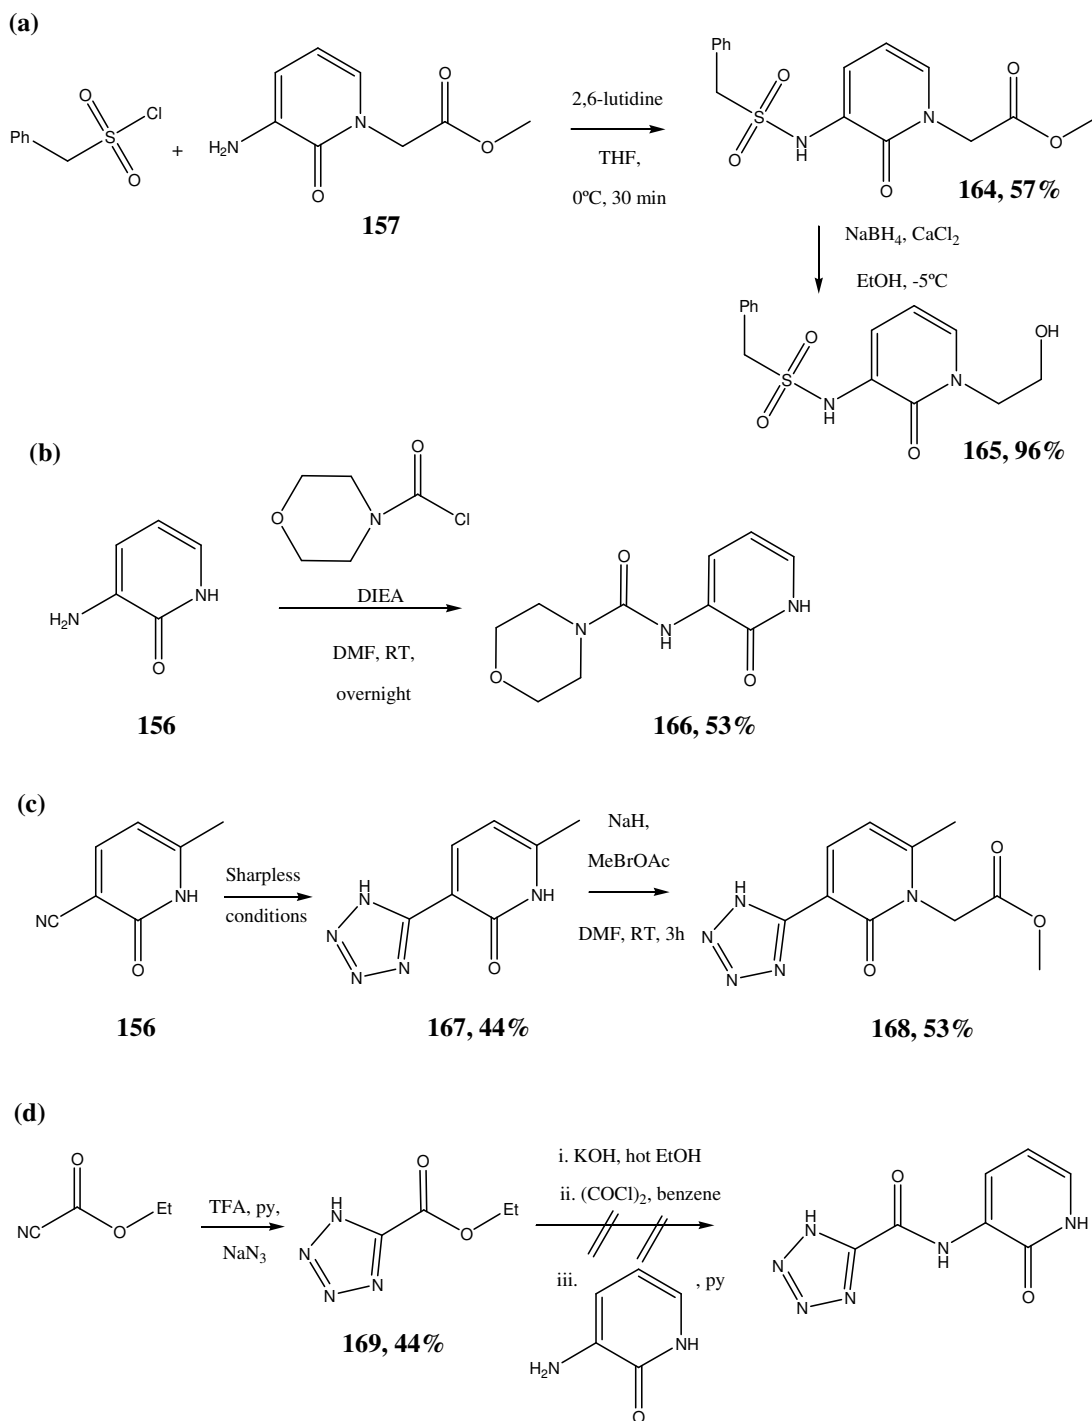 (a)
Ph
O
S
Cl
O
+
H2N
O
N
O
O
157
2,6-lutidine
THF,
0ºC, 30 min
Ph
O
S
O
N
H
O
N
O
O
164, 57%
NaBH4, CaCl2
EtOH, -5ºC
Ph
O
S
O
N
H
O
N
OH
165, 96%
(b)
H2N
O
NH
156
O
N
O
Cl
DIEA
DMF, RT,
overnight
O
N
O
N
H
O
NH
166, 53%
(c)
NC
O
NH
156
Sharpless
conditions
H
N
N
N
N
O
NH
167, 44%
NaH,
MeBrOAc
DMF, RT, 3h
H
N
N
N
N
O
N
O
O
168, 53%
(d)
NC
O
O
Et
TFA, py,
NaN3
H
N
N
N
N
O
O
Et
169, 44%
i. KOH, hot EtOH
ii. (COCl)2, benzene
iii.
, py
H2N
O
NH
H
N
N
N
N
O
N
H
O
NH